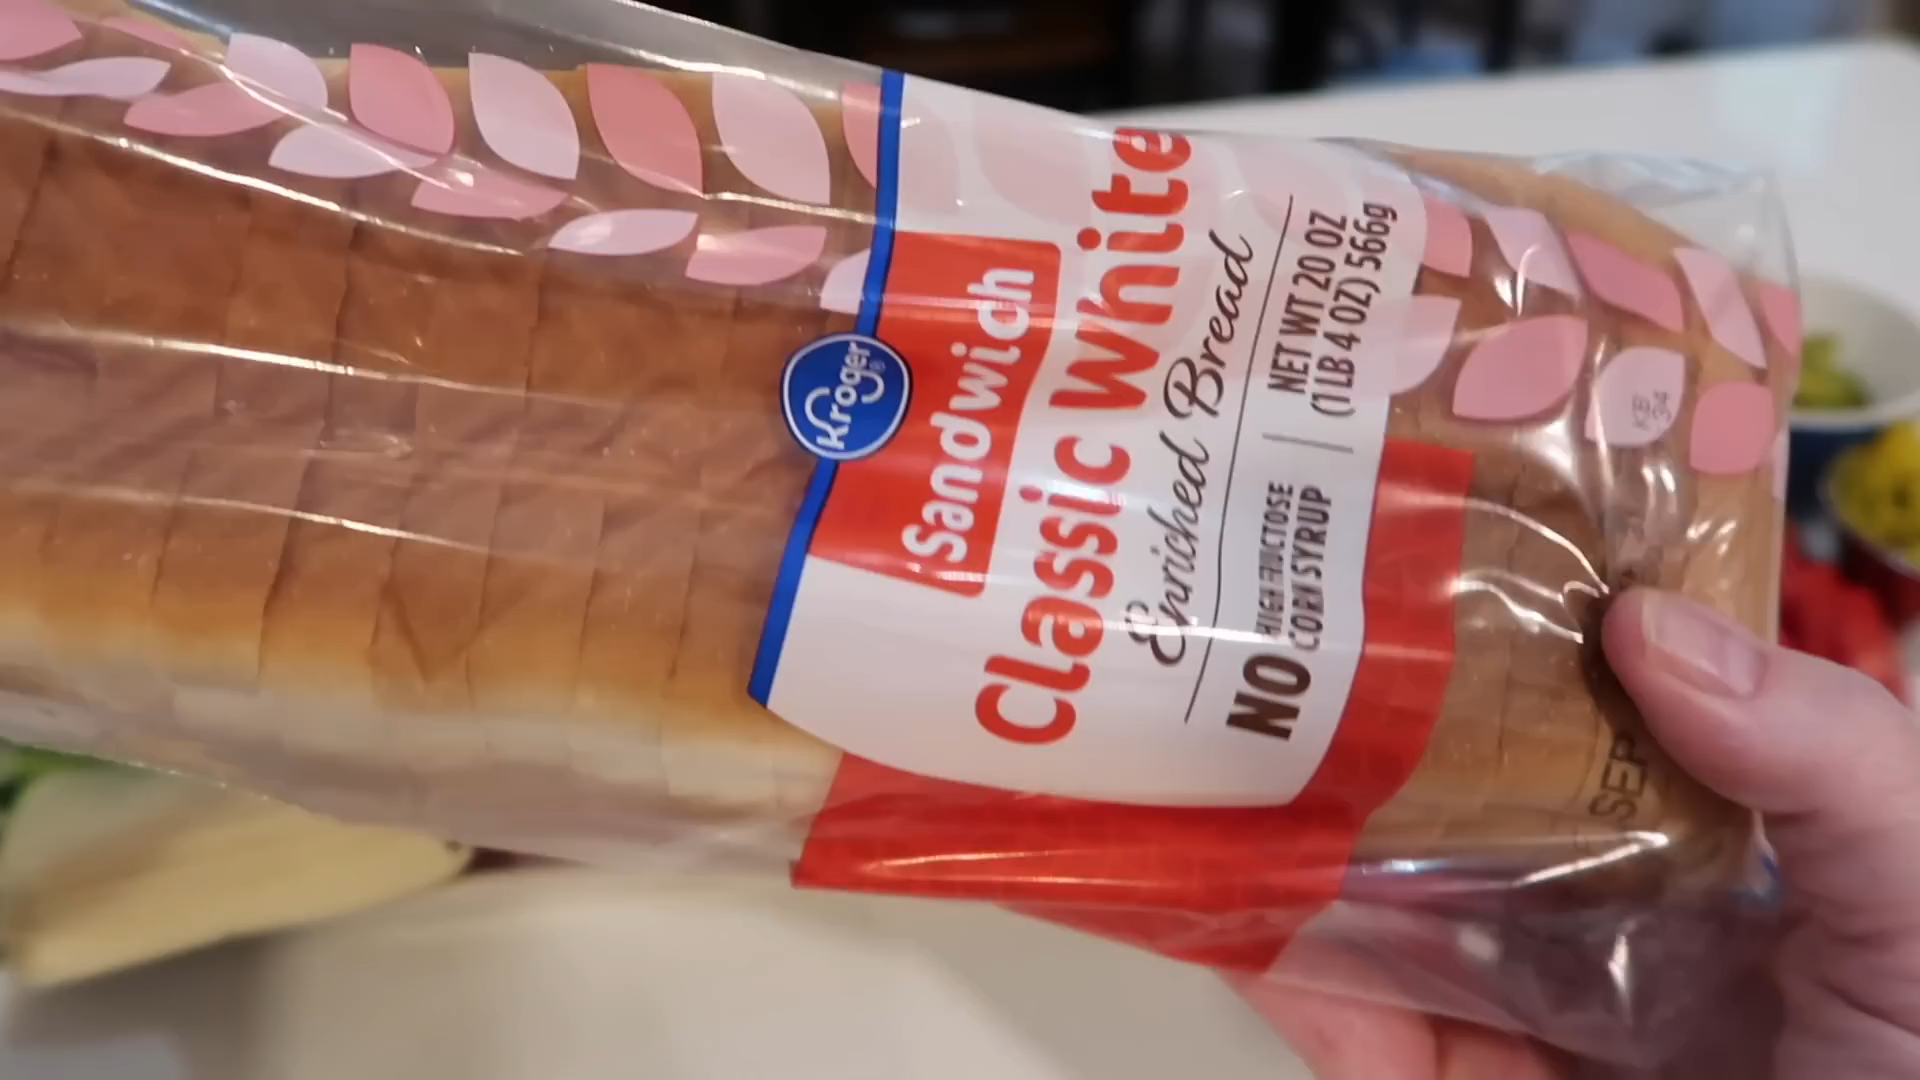 Kroger®
Sandwich
Classic White
Enriched Bread
NO HIGH FRUCTOSE
CORN SYRUP
NET WT 20 OZ
(1 LB 4 OZ) 566g
SEP